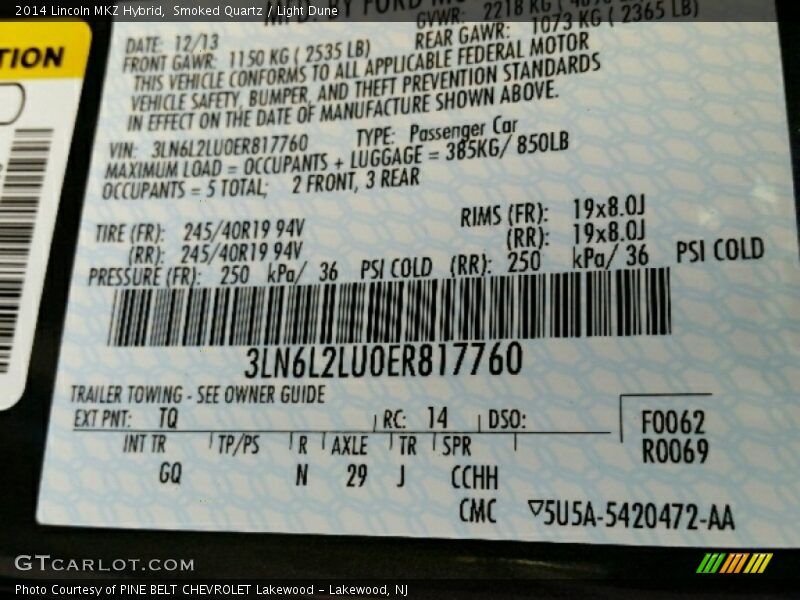 2014 Lincoln MKZ Hybrid, Smoked Quartz / Light Dune
GVWR: 2218 KG
DATE: 12/13
REAR GAWR: 1073 KG ( 2365 LB)
FRONT GAWR: 1150 KG ( 2535 LB)
THIS VEHICLE CONFORMS TO ALL APPLICABLE FEDERAL MOTOR
VEHICLE SAFETY, BUMPER, AND THEFT PREVENTION STANDARDS
IN EFFECT ON THE DATE OF MANUFACTURE SHOWN ABOVE.
VIN: 3LN6L2LU0ER817760 TYPE: Passenger Car
MAXIMUM LOAD = OCCUPANTS + LUGGAGE = 385KG/ 850LB
OCCUPANTS = 5 TOTAL; 2 FRONT, 3 REAR
TIRE (FR): 245/40R19 94V RIMS (FR): 19x8.0J
(RR): 245/40R19 94V (RR): 19x8.0J
PRESSURE (FR): 250 kPa/ 36 PSI COLD (RR): 250 kPa/ 36 PSI COLD
3LN6L2LU0ER817760
TRAILER TOWING - SEE OWNER GUIDE
EXT PNT: TQ RC: 14 DSO: F0062
INT TR TP/PS R AXLE TR SPR R0069
GQ N 29 J CCHH
CMC ▽5U5A-5420472-AA
TION
GTCARLOT.COM
Photo Courtesy of PINE BELT CHEVROLET Lakewood - Lakewood, NJ